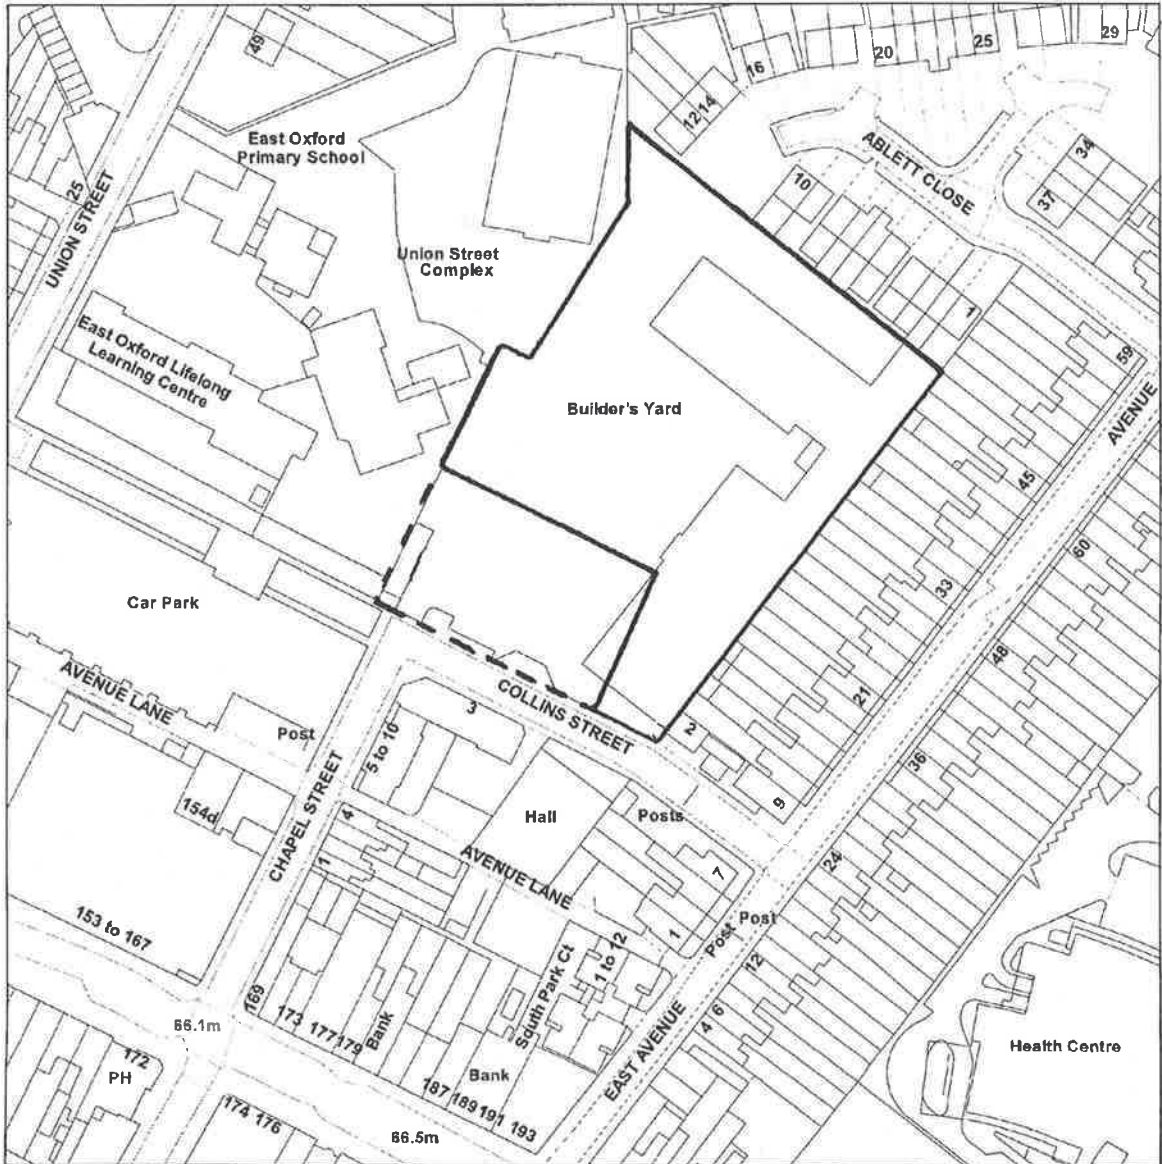 49
16
20
25
29
12
14
East Oxford
Primary School
ABLETT CLOSE
34
37
10
25
UNION STREET
Union Street
Complex
1
East Oxford Lifelong
Learning Centre
59
Builder's Yard
AVENUE
45
60
33
Car Park
48
AVENUE LANE
21
COLLINS STREET
3
2
Post
5 to 10
36
9
154d
CHAPEL STREET
4
1
Hall
Posts
AVENUE LANE
7
24
153 to 167
1
Post
Post
1 to 12
12
South Park Ct
169
173
177
179
Bank
4
6
EAST AVENUE
66.1m
172
PH
Bank
Health Centre
187
189
191
193
174
176
66.5m